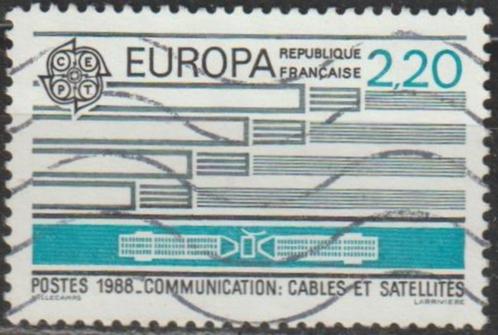 CEPT
EUROPA
REPUBLIQUE
FRANÇAISE
2,20
POSTES 1988_COMMUNICATION: CABLES ET SATELLITES
LARRIVIERE